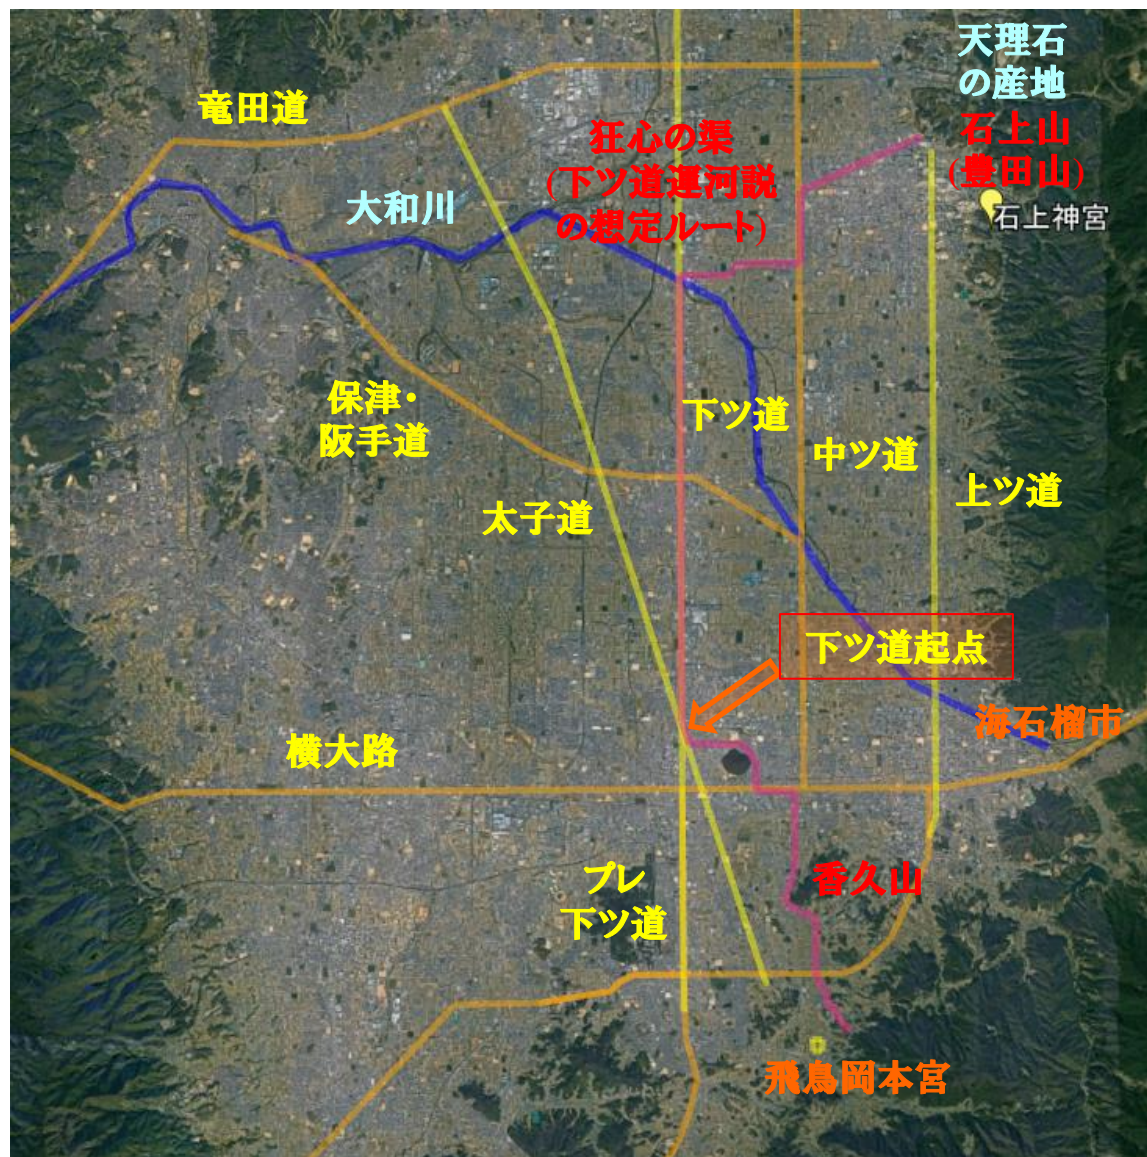 天理石
の産地
竜田道
狂心の渠
(下ツ道運河説
の想定ルート)
石上山
(豊田山)
石上神宮
大和川
保津・
阪手道
下ツ道
中ツ道
上ツ道
太子道
下ツ道起点
海石榴市
横大路
プレ
下ツ道
香久山
飛鳥岡本宮